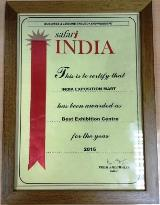 safari
INDIA
This is to certify that
INDIA EXPOSITION MART
has been awarded as
Best Exhibition Centre
for the year
2015